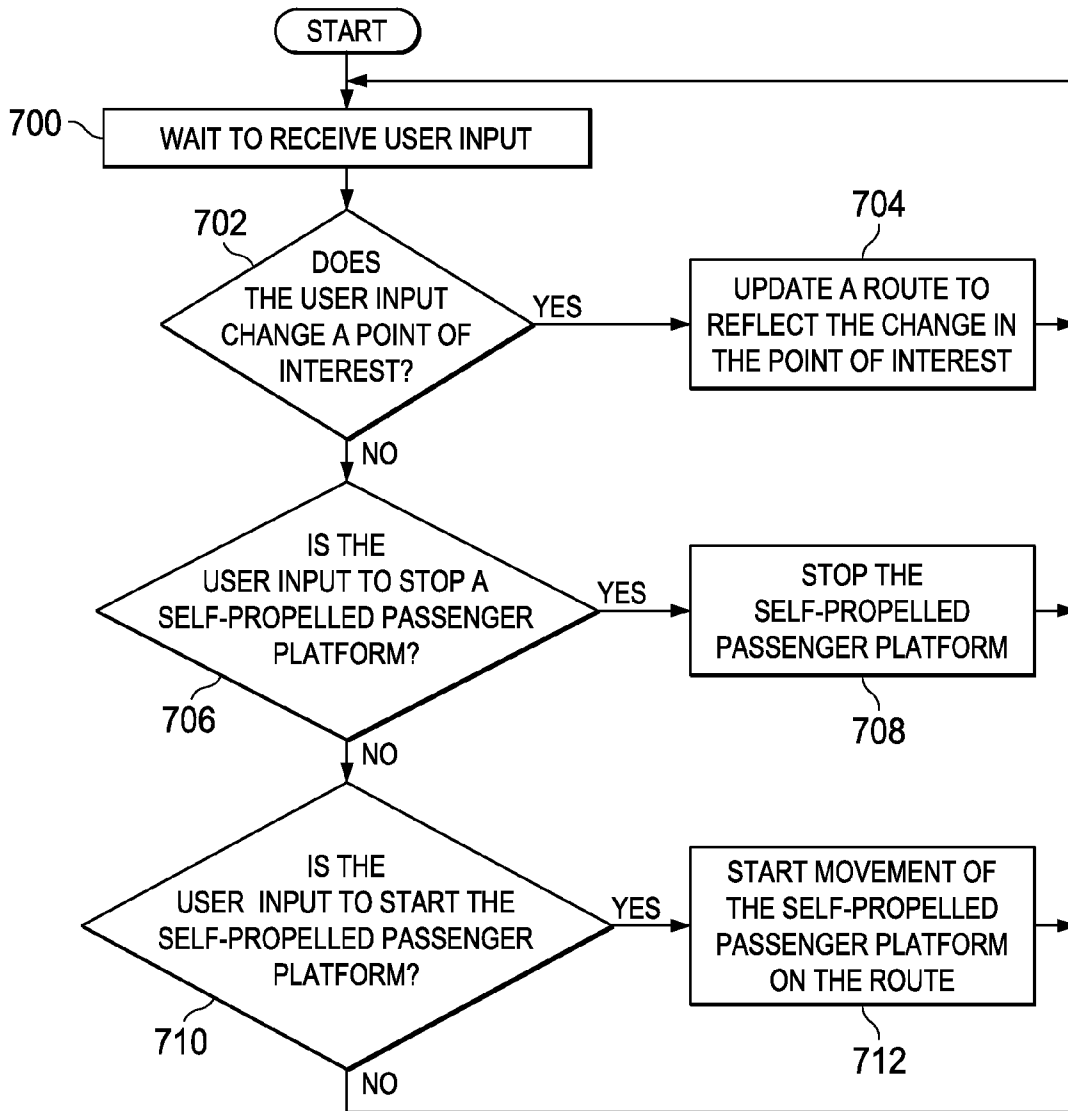 START
700
WAIT TO RECEIVE USER INPUT
702
DOES
THE USER INPUT
CHANGE A POINT OF
INTEREST?
YES
704
UPDATE A ROUTE TO
REFLECT THE CHANGE IN
THE POINT OF INTEREST
NO
IS THE
USER INPUT TO STOP A
SELF-PROPELLED PASSENGER
PLATFORM?
706
YES
STOP THE
SELF-PROPELLED
PASSENGER PLATFORM
708
NO
IS THE
USER INPUT TO START THE
SELF-PROPELLED PASSENGER
PLATFORM?
710
YES
START MOVEMENT OF
THE SELF-PROPELLED
PASSENGER PLATFORM
ON THE ROUTE
712
NO